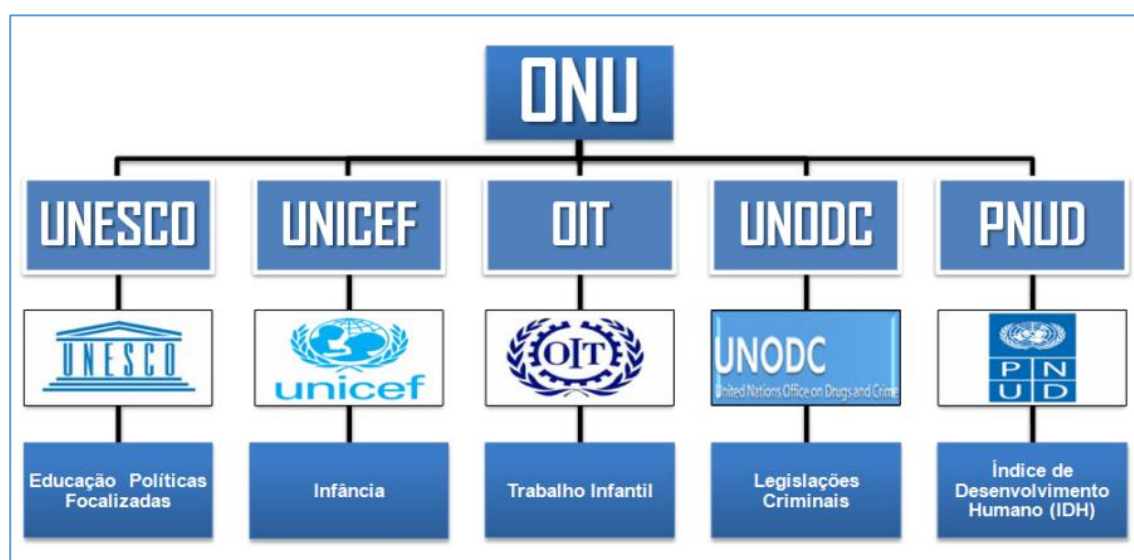 ONU
UNESCO
UNICEF
OIT
UNODC
PNUD
UNESCO
unicef
OIT
UNODC
United Nations Office on Drugs and Crime
P N
U D
Educação Políticas
Focalizadas
Infância
Trabalho Infantil
Legislações
Criminais
Índice de
Desenvolvimento
Humano (IDH)